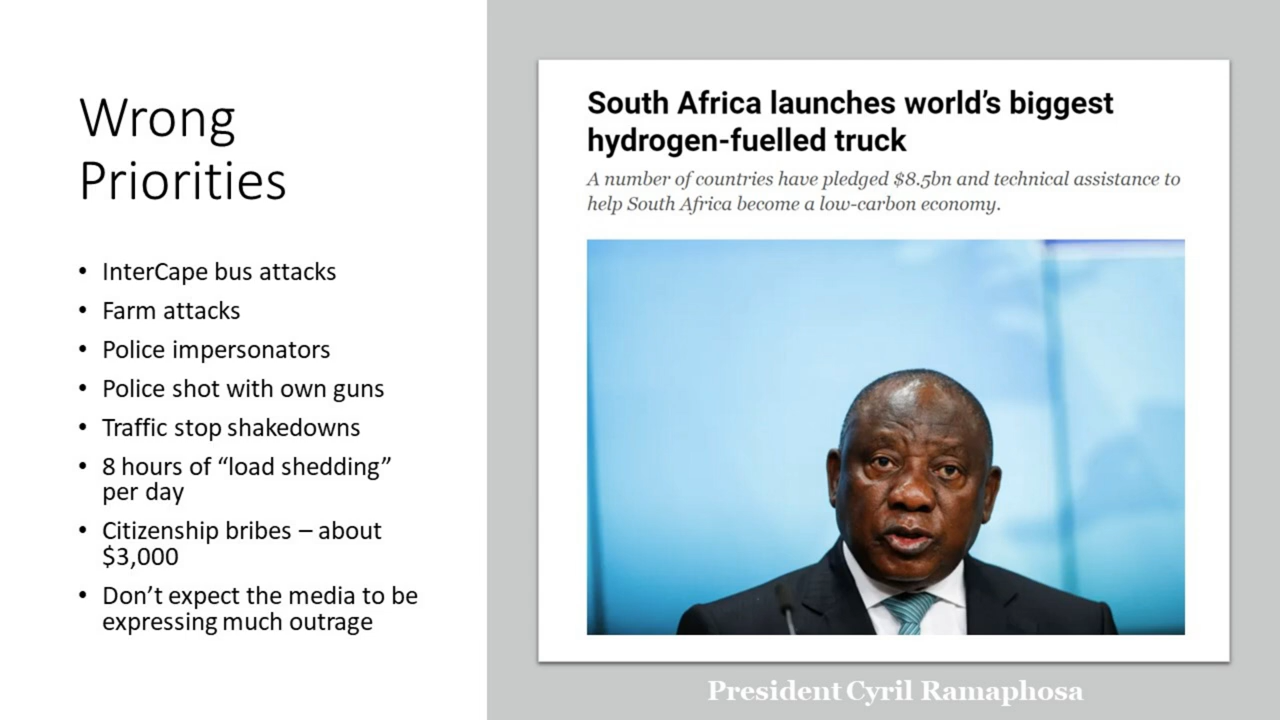 Wrong
Priorities
• InterCape bus attacks
• Farm attacks
• Police impersonators
• Police shot with own guns
• Traffic stop shakedowns
• 8 hours of “load shedding”
per day
• Citizenship bribes – about
$3,000
• Don’t expect the media to be
expressing much outrage
South Africa launches world’s biggest
hydrogen-fuelled truck
A number of countries have pledged $8.5bn and technical assistance to
help South Africa become a low-carbon economy.
President Cyril Ramaphosa